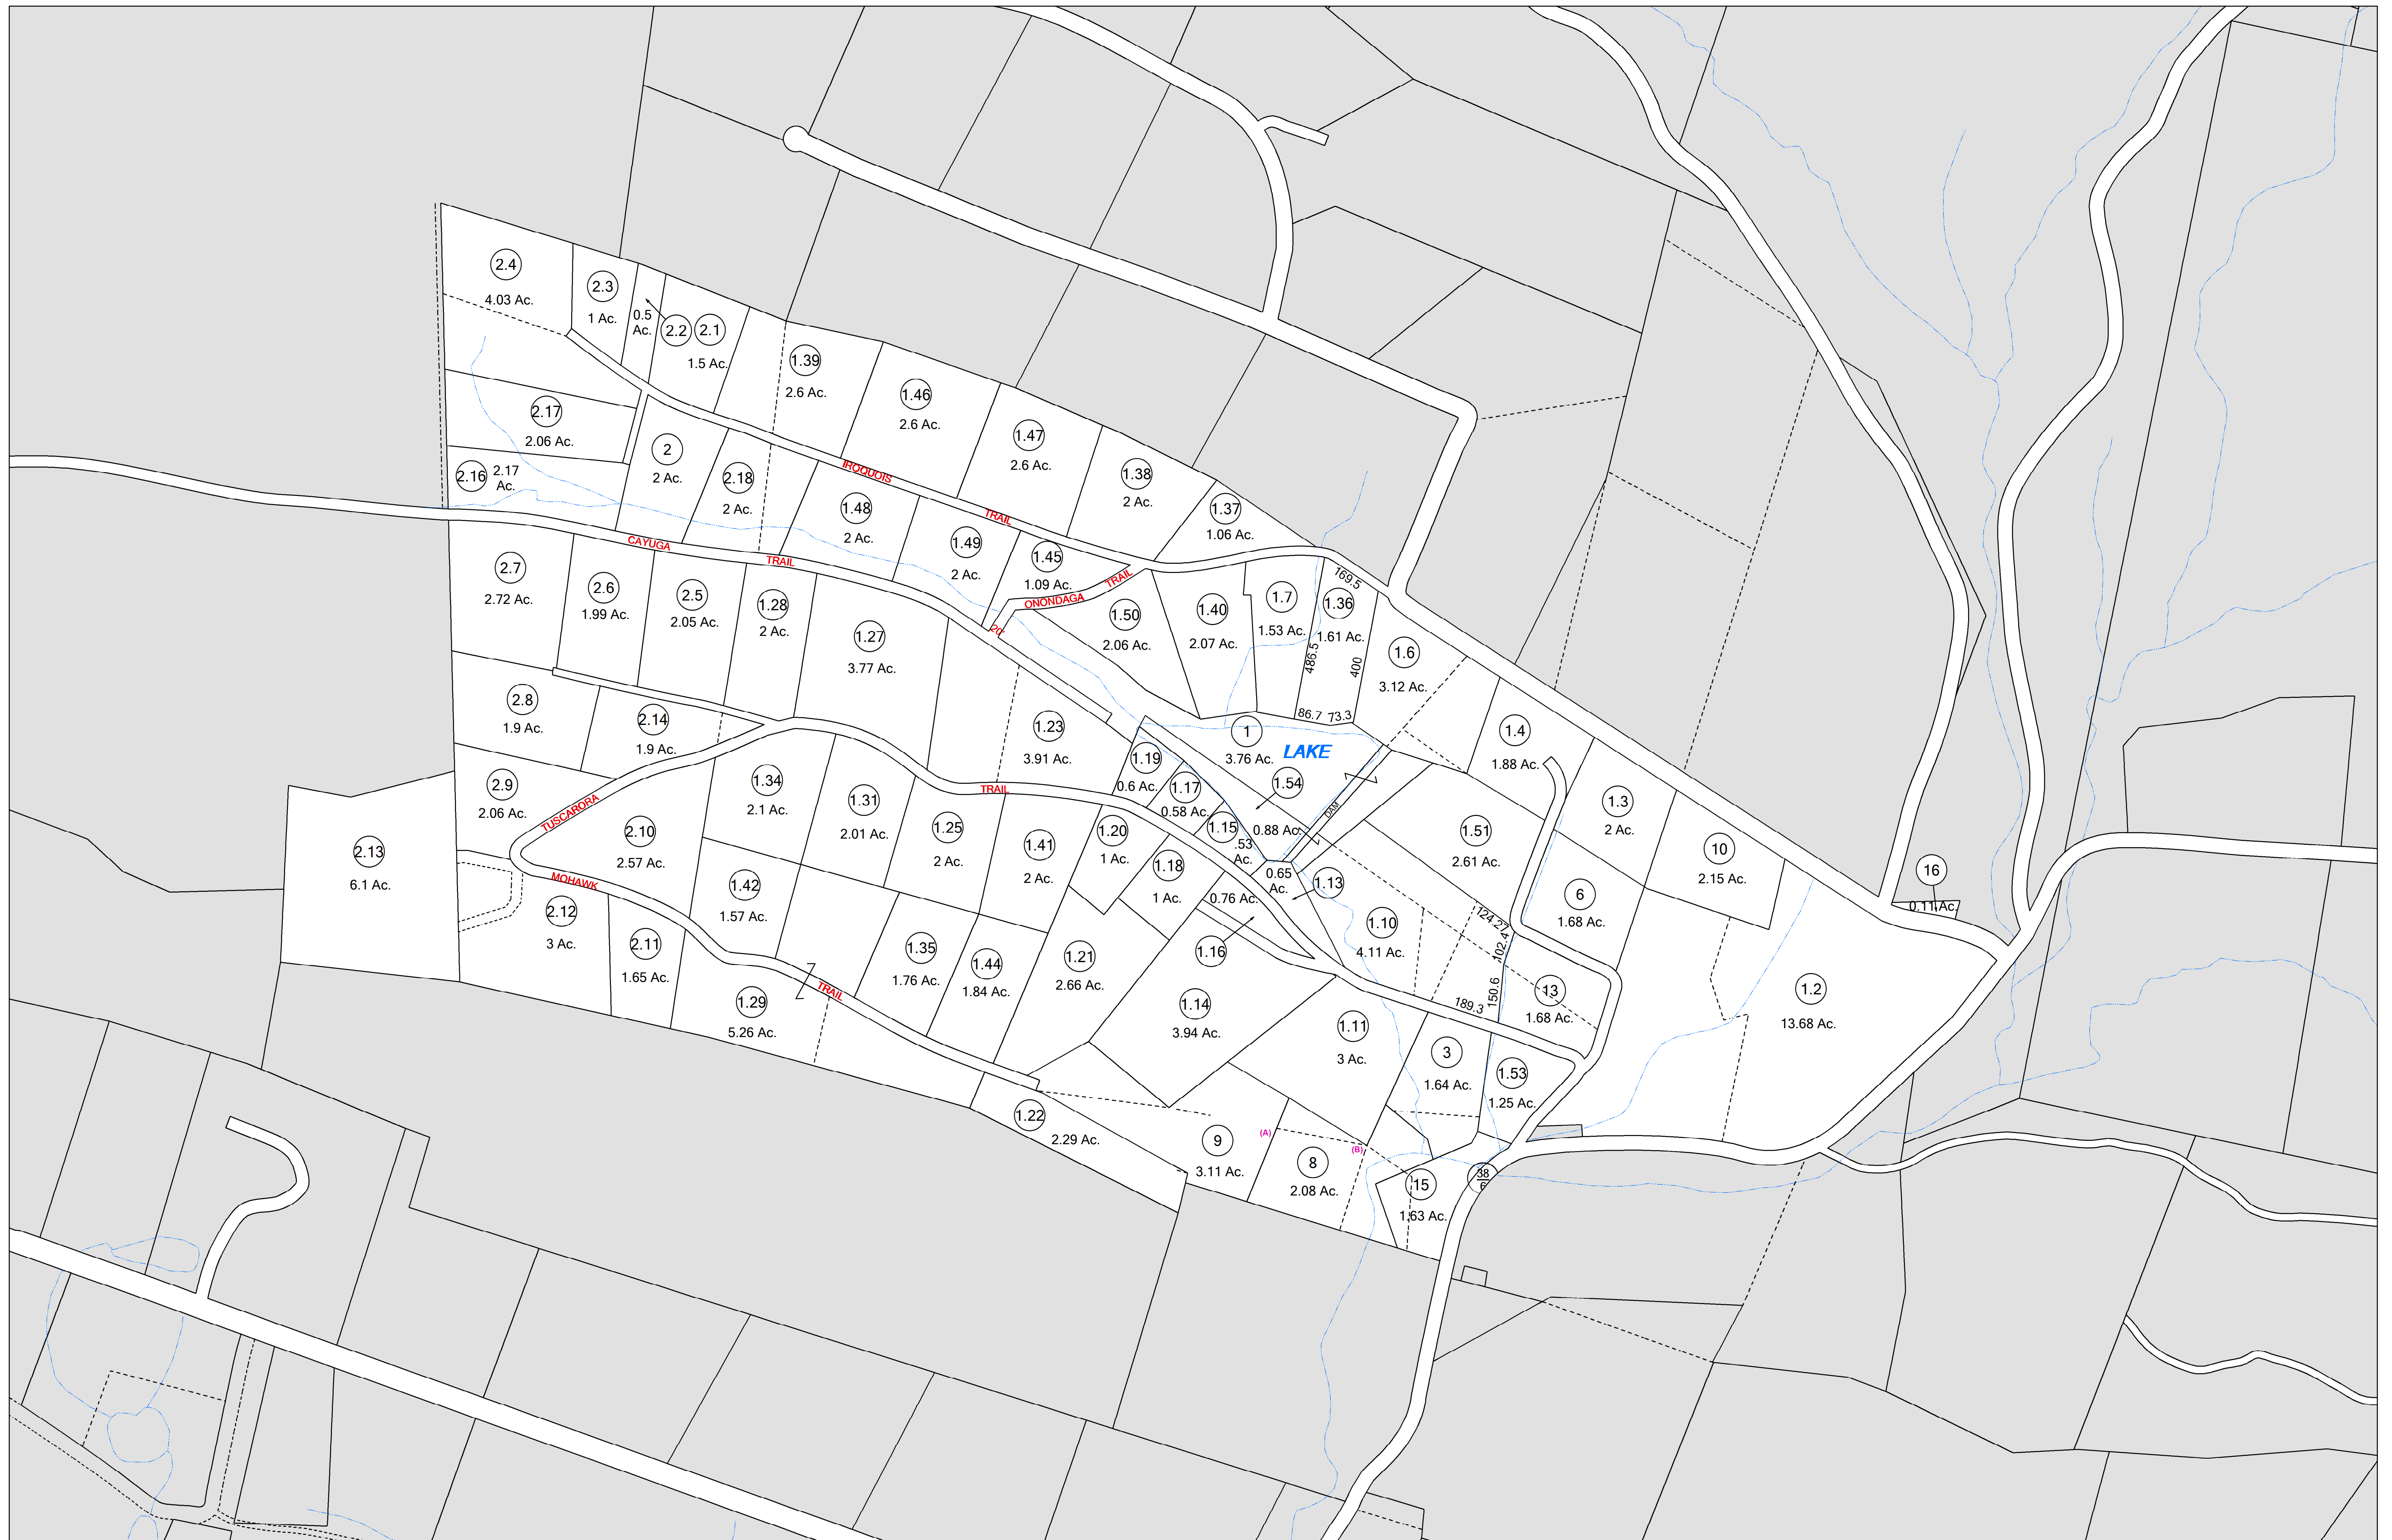 2.4
4.03 Ac.
2.3
1 Ac.
0.5
Ac.
2.2
2.1
1.5 Ac.
1.39
2.6 Ac.
1.46
2.6 Ac.
1.47
2.6 Ac.
1.38
2 Ac.
1.37
1.06 Ac.
2.17
2.06 Ac.
2.16
2.17
Ac.
2
2 Ac.
2.18
2 Ac.
IROQUOIS
TRAIL
1.48
2 Ac.
1.49
2 Ac.
1.45
1.09 Ac.
ONONDAGA
TRAIL
20'
CAYUGA
TRAIL
2.7
2.72 Ac.
2.6
1.99 Ac.
2.5
2.05 Ac.
1.28
2 Ac.
1.27
3.77 Ac.
1.50
2.06 Ac.
1.40
2.07 Ac.
1.7
1.53 Ac.
169.5
1.36
1.61 Ac.
486.5
400
86.7
73.3
1.6
3.12 Ac.
2.8
1.9 Ac.
2.14
1.9 Ac.
1.23
3.91 Ac.
1
3.76 Ac.
LAKE
1.54
0.88 Ac.
DAM
1.4
1.88 Ac.
1.3
2 Ac.
10
2.15 Ac.
16
0.11 Ac.
1.19
0.6 Ac.
1.17
0.58 Ac.
1.15
.53
Ac.
2.9
2.06 Ac.
TUSCARORA
TRAIL
2.10
2.57 Ac.
1.34
2.1 Ac.
1.31
2.01 Ac.
1.25
2 Ac.
1.41
2 Ac.
1.20
1 Ac.
1.18
1 Ac.
0.65
Ac.
1.13
0.76 Ac.
1.16
1.51
2.61 Ac.
6
1.68 Ac.
2.13
6.1 Ac.
MOHAWK
TRAIL
2.12
3 Ac.
2.11
1.65 Ac.
1.42
1.57 Ac.
1.29
5.26 Ac.
1.35
1.76 Ac.
1.44
1.84 Ac.
1.21
2.66 Ac.
1.14
3.94 Ac.
1.10
4.11 Ac.
124.27
102.4
150.6
189.3
13
1.68 Ac.
1.2
13.68 Ac.
1.11
3 Ac.
3
1.64 Ac.
1.53
1.25 Ac.
1.22
2.29 Ac.
9
3.11 Ac.
(A)
(B)
8
2.08 Ac.
15
1.63 Ac.
38
6